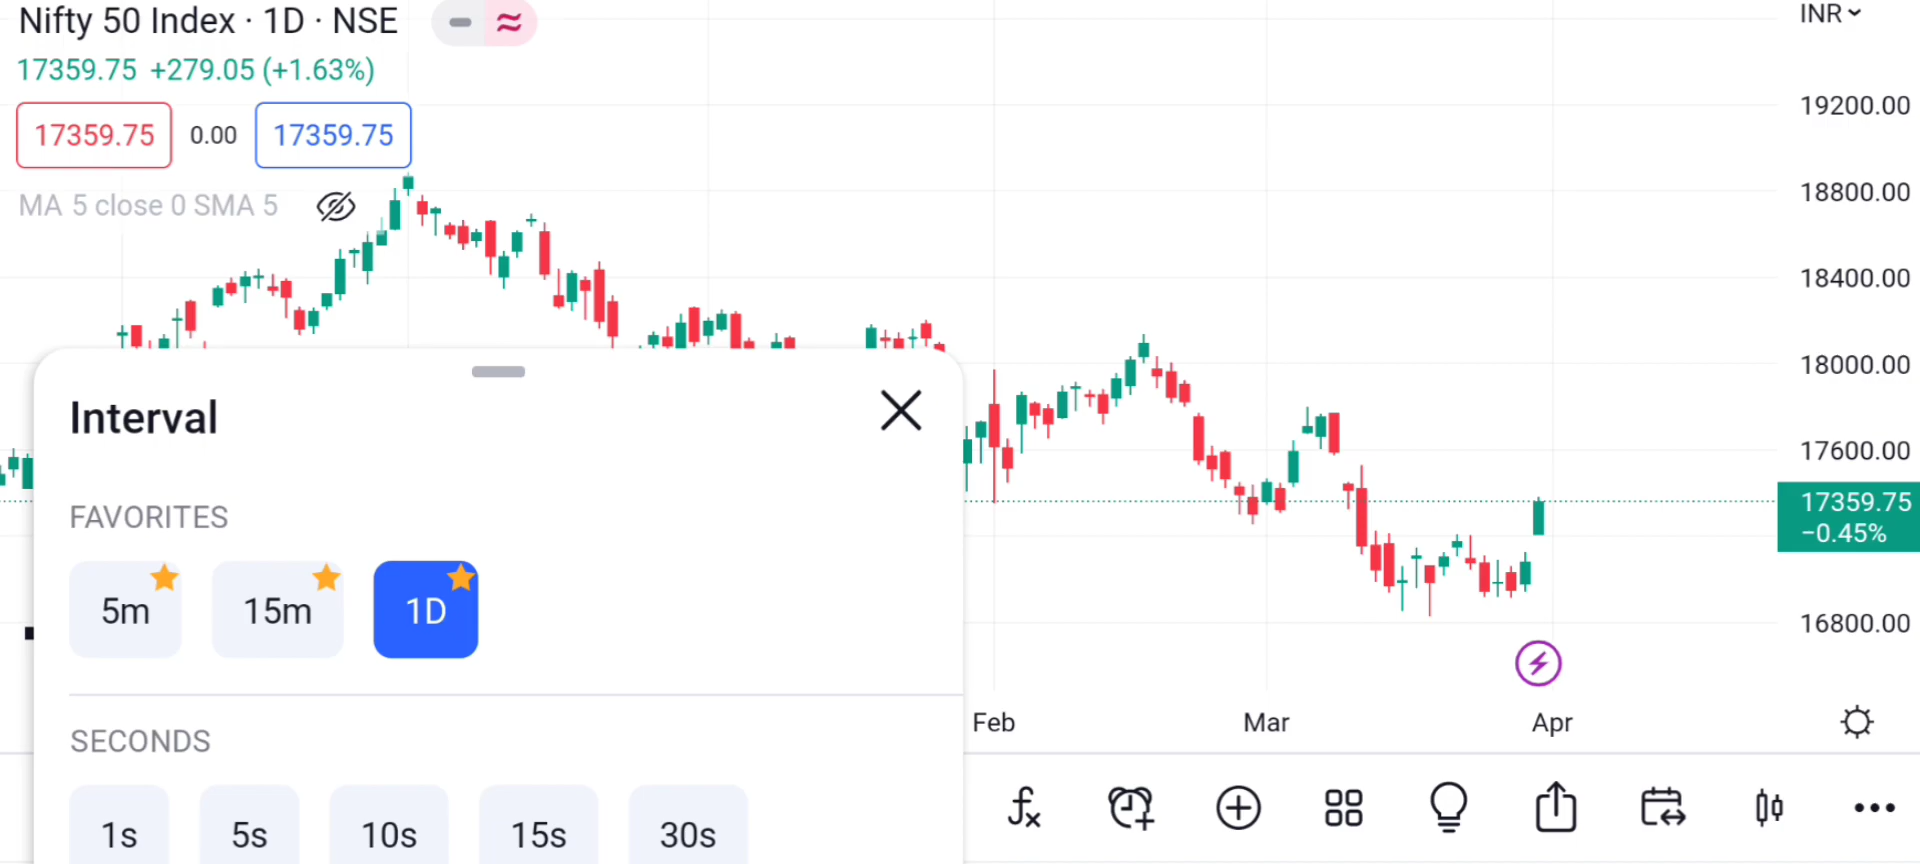 Nifty 50 Index · 1D · NSE
INR
17359.75 +279.05 (+1.63%)
19200.00
17359.75 0.00 17359.75
18800.00
MA 5 close 0 SMA 5
18400.00
18000.00
Interval
17600.00
17359.75
−0.45%
FAVORITES
5m 15m 1D
16800.00
Feb Mar Apr
SECONDS
1s 5s 10s 15s 30s